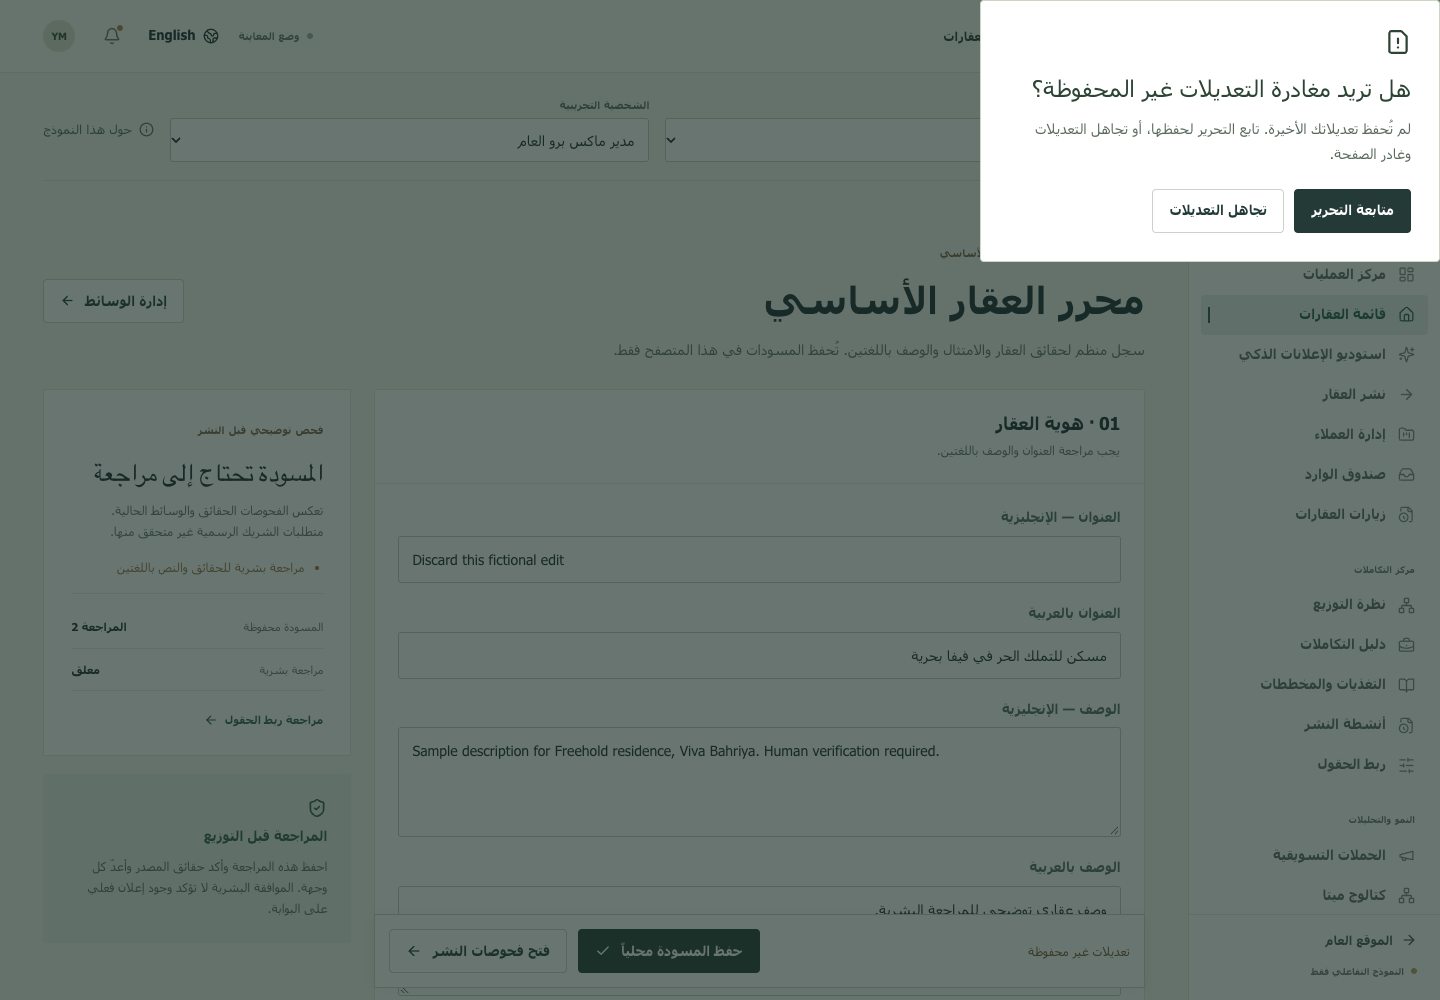 هل تريد مغادرة التعديلات غير المحفوظة؟
لم تُحفظ تعديلاتك الأخيرة. تابع التحرير لحفظها، أو تجاهل التعديلات
وغادر الصفحة.
متابعة التحرير
تجاهل التعديلات
وضع المعاينة
English
YM
الشخصية التجريبية
مدير ماكس برو العام
حول هذا النموذج
محرر العقار الأساسي
سجل منظم لحقائق العقار والامتثال والوصف باللغتين. تُحفظ المسودات في هذا المتصفح فقط.
إدارة الوسائط
مركز العمليات
قائمة العقارات
استوديو الإعلانات الذكي
نشر العقار
إدارة العملاء
صندوق الوارد
زيارات العقارات
مركز التكاملات
نظرة التوزيع
دليل التكاملات
التغذيات والمخططات
أنشطة النشر
ربط الحقول
النمو والتحليلات
الحملات التسويقية
كتالوج ميتا
الموقع العام
النموذج التفاعلي فقط
01 · هوية العقار
يجب مراجعة العنوان والوصف باللغتين.
العنوان — الإنجليزية
Discard this fictional edit
العنوان بالعربية
مسكن للتملك الحر في فيفا بحرية
الوصف — الإنجليزية
Sample description for Freehold residence, Viva Bahriya. Human verification required.
الوصف بالعربية
وصف عقاري توضيحي للمراجعة البشرية.
تعديلات غير محفوظة
حفظ المسودة محلياً
فتح فحوصات النشر
فحص توضيحي قبل النشر
المسودة تحتاج إلى مراجعة
تعكس الفحوصات الحقائق والوسائط الحالية.
متطلبات الشريك الرسمية غير متحقق منها.
• مراجعة بشرية للحقائق والنص باللغتين
المسودة محفوظة
المراجعة 2
مراجعة بشرية
معلق
مراجعة ربط الحقول
المراجعة قبل التوزيع
احفظ هذه المراجعة وأكد حقائق المصدر وأعدّ كل
وجهة. الموافقة البشرية لا تؤكد وجود إعلان فعلي
على البوابة.